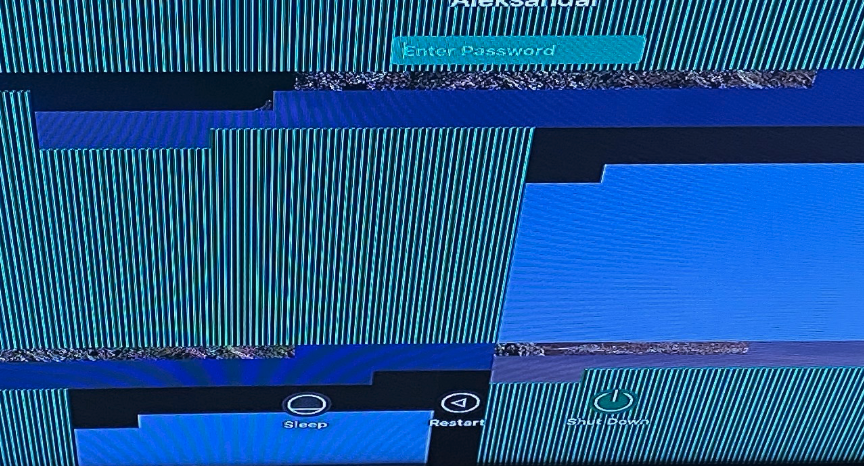 Aleksandar
Enter Password
Sleep
Restart
Shut Down